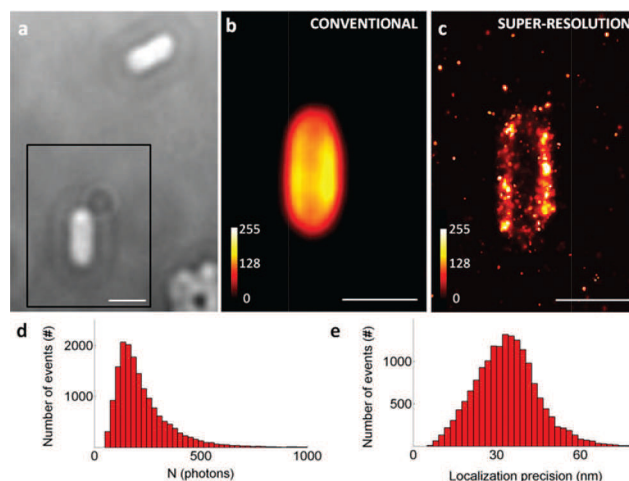 a
b CONVENTIONAL
c SUPER-RESOLUTION
255
128
0
255
128
0
d
Number of events (#)
2000
1000
0
500
1000
N (photons)
e
Number of events (#)
1000
500
0
30
60
Localization precision (nm)